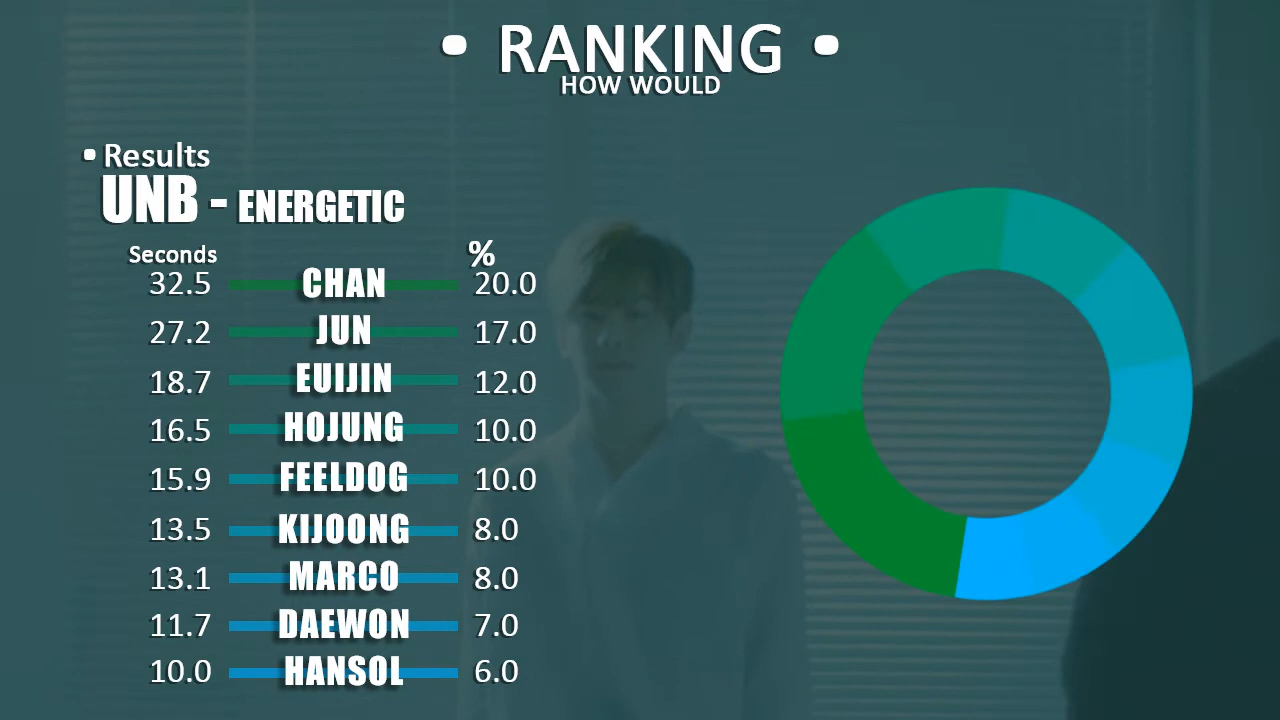 • RANKING •
HOW WOULD
• Results
UNB - ENERGETIC
Seconds %
32.5 CHAN 20.0
27.2 JUN 17.0
18.7 EUIJIN 12.0
16.5 HOJUNG 10.0
15.9 FEELDOG 10.0
13.5 KIJOONG 8.0
13.1 MARCO 8.0
11.7 DAEWON 7.0
10.0 HANSOL 6.0